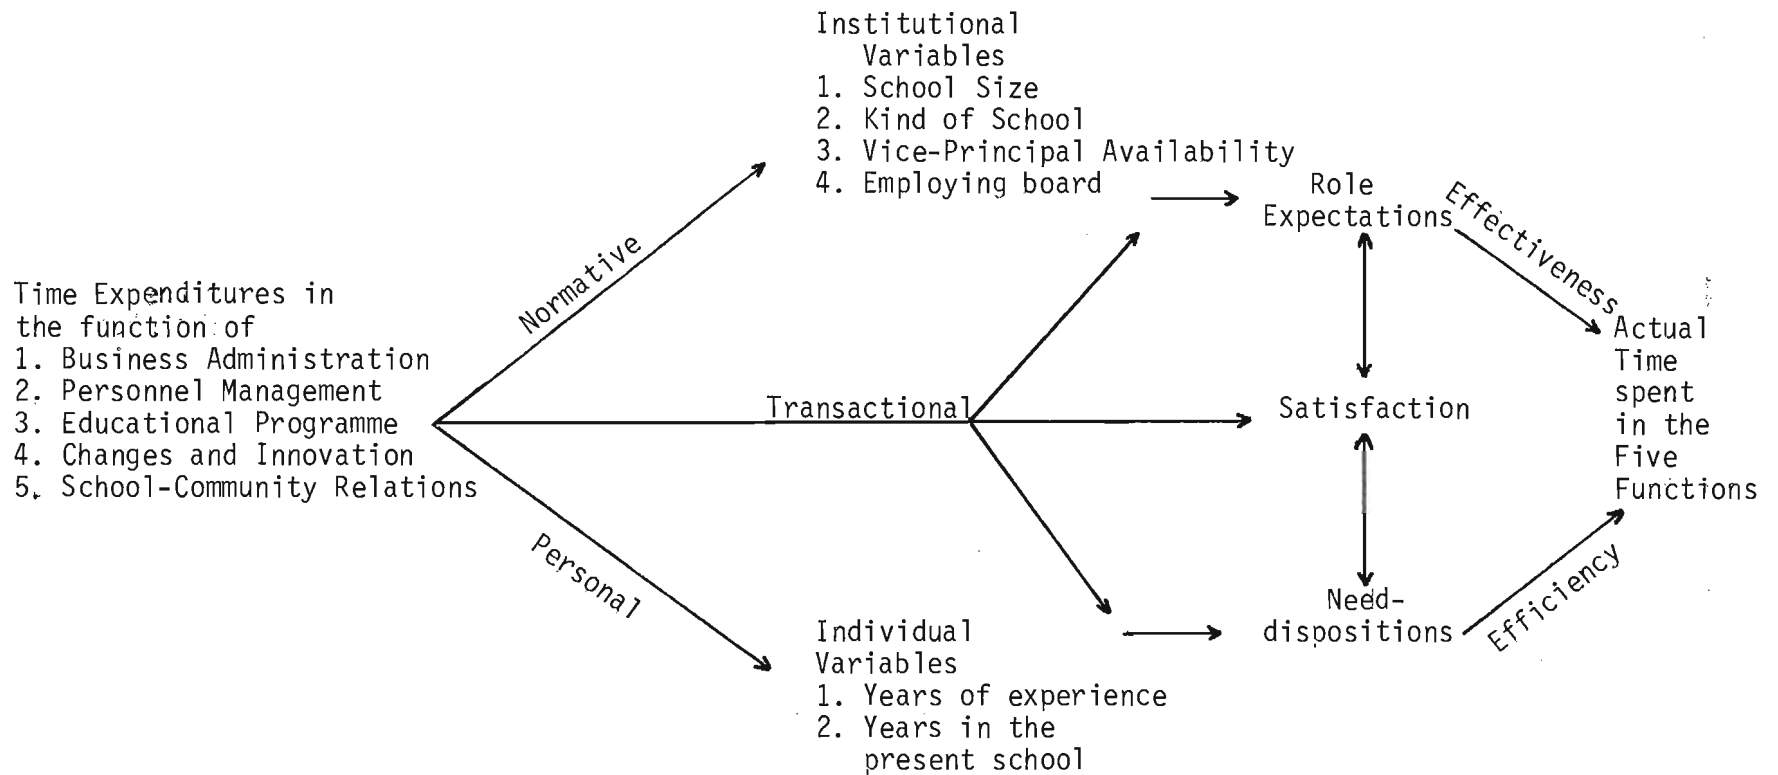 Institutional
Variables
1. School Size
2. Kind of School
3. Vice-Principal Availability
4. Employing board
Role
Expectations
Effectiveness
Normative
Time Expenditures in
the function of
1. Business Administration
2. Personnel Management
3. Educational Programme
4. Changes and Innovation
5. School-Community Relations
Transactional
Satisfaction
Actual
Time
spent
in the
Five
Functions
Personal
Individual
Variables
1. Years of experience
2. Years in the
present school
Need-
dispositions
Efficiency